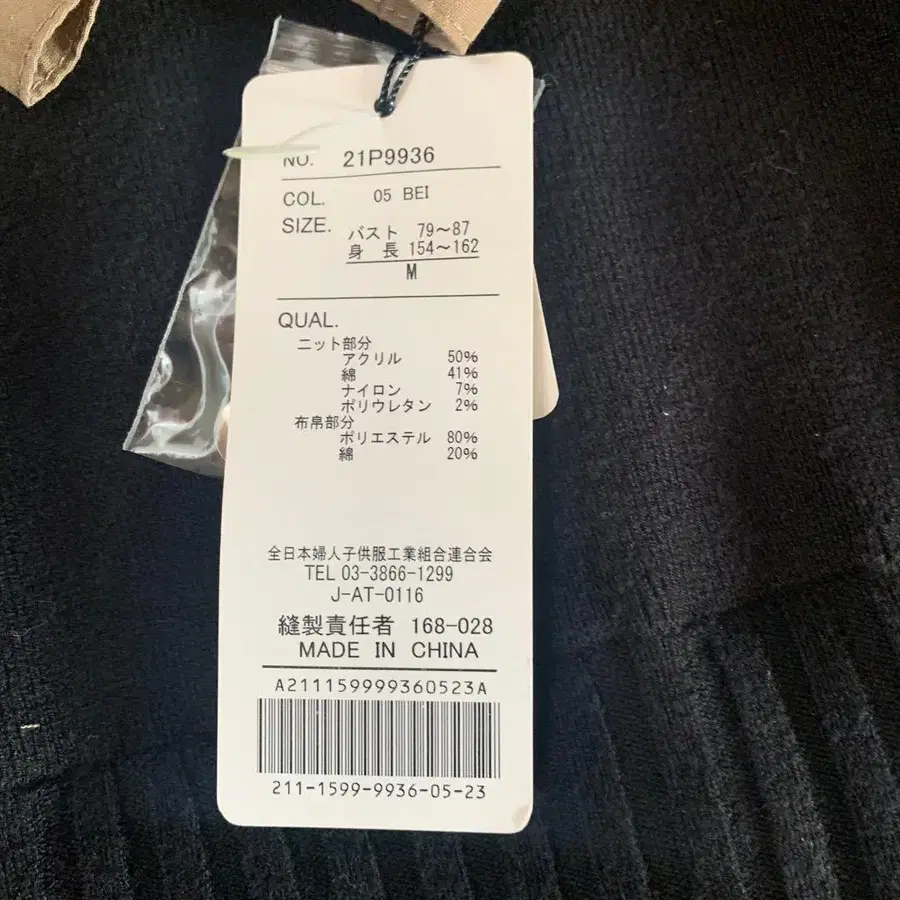 NO. 21P9936
COL. 05 BEI
SIZE. バスト 79～87
身 長 154～162
M
QUAL.
ニット部分
アクリル 50%
綿 41%
ナイロン 7%
ポリウレタン 2%
布帛部分
ポリエステル 80%
綿 20%
全日本婦人子供服工業組合連合会
TEL 03-3866-1299
J-AT-0116
縫製責任者 168-028
MADE IN CHINA
A2111599999360523A
211-1599-9936-05-23